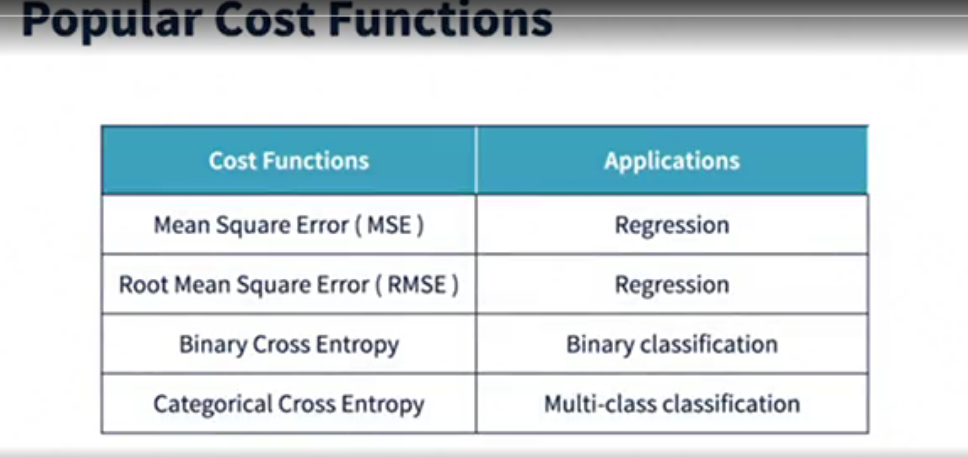 Popular Cost Functions
Cost Functions Applications
Mean Square Error ( MSE ) Regression
Root Mean Square Error ( RMSE ) Regression
Binary Cross Entropy Binary classification
Categorical Cross Entropy Multi-class classification